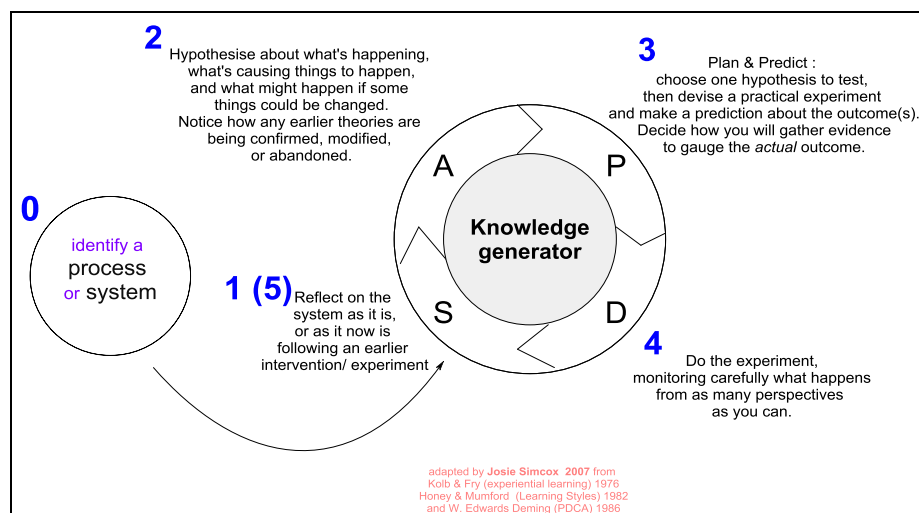 0
identify a
process
or system
1 (5)
Reflect on the
system as it is,
or as it now is
following an earlier
intervention/ experiment
2
Hypothesise about what's happening,
what's causing things to happen,
and what might happen if some
things could be changed.
Notice how any earlier theories are
being confirmed, modified,
or abandoned.
3
Plan & Predict :
choose one hypothesis to test,
then devise a practical experiment
and make a prediction about the outcome(s).
Decide how you will gather evidence
to gauge the actual outcome.
4
Do the experiment,
monitoring carefully what happens
from as many perspectives
as you can.
A
P
Knowledge
generator
S
D
adapted by Josie Simcox 2007 from
Kolb & Fry (experiential learning) 1976
Honey & Mumford (Learning Styles) 1982
and W. Edwards Deming (PDCA) 1986